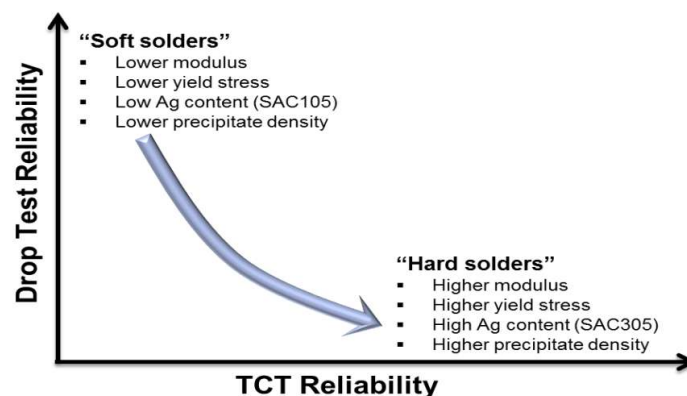 “Soft solders”
▪ Lower modulus
▪ Lower yield stress
▪ Low Ag content (SAC105)
▪ Lower precipitate density
Drop Test Reliability
“Hard solders”
▪ Higher modulus
▪ Higher yield stress
▪ High Ag content (SAC305)
▪ Higher precipitate density
TCT Reliability